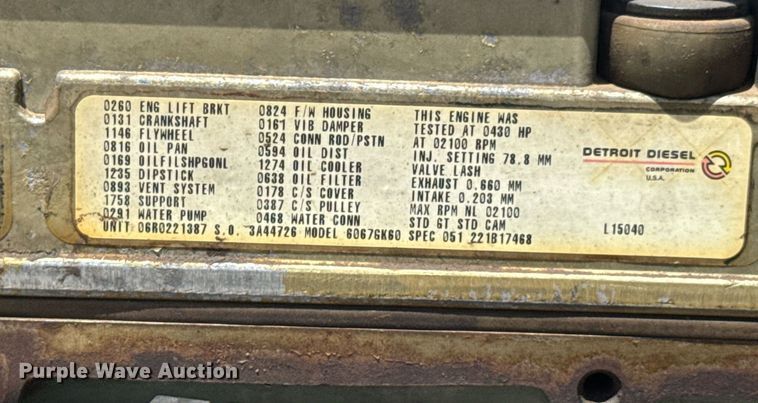 0260 ENG LIFT BRKT
0131 CRANKSHAFT
1146 FLYWHEEL
0816 OIL PAN
0169 OILFILSHPGONL
1235 DIPSTICK
0893 VENT SYSTEM
1758 SUPPORT
0291 WATER PUMP
0824 F/W HOUSING
0161 VIB DAMPER
0524 CONN ROD/PSTN
0594 OIL DIST
1274 OIL COOLER
0638 OIL FILTER
0178 C/S COVER
0387 C/S PULLEY
0468 WATER CONN
THIS ENGINE WAS
TESTED AT 0430 HP
AT 02100 RPM
INJ. SETTING 78.8 MM
VALVE LASH
EXHAUST 0.660 MM
INTAKE 0.203 MM
MAX RPM NL 02100
STD GT STD CAM
UNIT 06R0221387 S.O. 3A44726 MODEL 6067GK60 SPEC 051 221B17468
DETROIT DIESEL
CORPORATION
U.S.A.
L15040
Purple Wave Auction